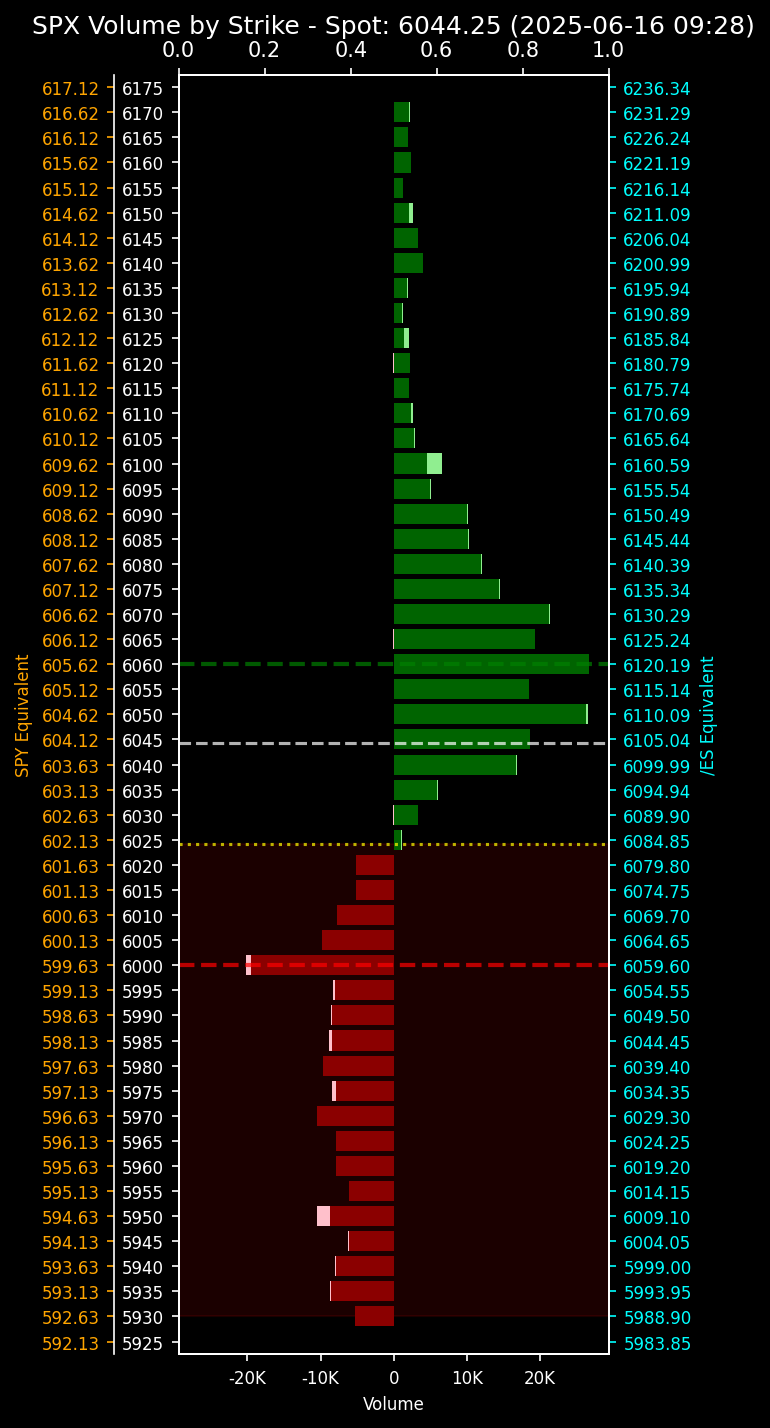 SPX Volume by Strike - Spot: 6044.25 (2025-06-16 09:28)
0.0 0.2 0.4 0.6 0.8 1.0
617.12 6175 6236.34
616.62 6170 6231.29
616.12 6165 6226.24
615.62 6160 6221.19
615.12 6155 6216.14
614.62 6150 6211.09
614.12 6145 6206.04
613.62 6140 6200.99
613.12 6135 6195.94
612.62 6130 6190.89
612.12 6125 6185.84
611.62 6120 6180.79
611.12 6115 6175.74
610.62 6110 6170.69
610.12 6105 6165.64
609.62 6100 6160.59
609.12 6095 6155.54
608.62 6090 6150.49
608.12 6085 6145.44
607.62 6080 6140.39
607.12 6075 6135.34
606.62 6070 6130.29
606.12 6065 6125.24
605.62 6060 6120.19
605.12 6055 6115.14
604.62 6050 6110.09
604.12 6045 6105.04
603.63 6040 6099.99
603.13 6035 6094.94
602.63 6030 6089.90
602.13 6025 6084.85
601.63 6020 6079.80
601.13 6015 6074.75
600.63 6010 6069.70
600.13 6005 6064.65
599.63 6000 6059.60
599.13 5995 6054.55
598.63 5990 6049.50
598.13 5985 6044.45
597.63 5980 6039.40
597.13 5975 6034.35
596.63 5970 6029.30
596.13 5965 6024.25
595.63 5960 6019.20
595.13 5955 6014.15
594.63 5950 6009.10
594.13 5945 6004.05
593.63 5940 5999.00
593.13 5935 5993.95
592.63 5930 5988.90
592.13 5925 5983.85
SPY Equivalent
/ES Equivalent
-20K -10K 0 10K 20K
Volume